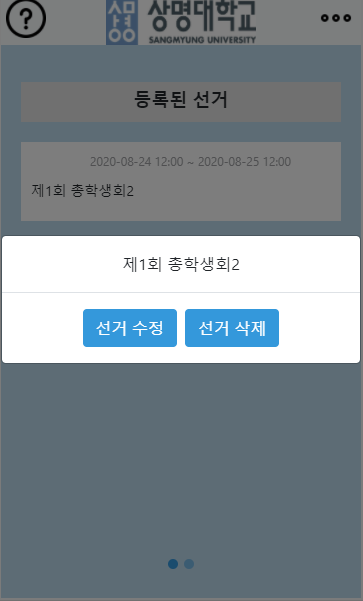 ?
상명
상명대학교
SANGMYUNG UNIVERSITY
등록된 선거
2020-08-24 12:00 ~ 2020-08-25 12:00
제1회 총학생회2
제1회 총학생회2
선거 수정 선거 삭제